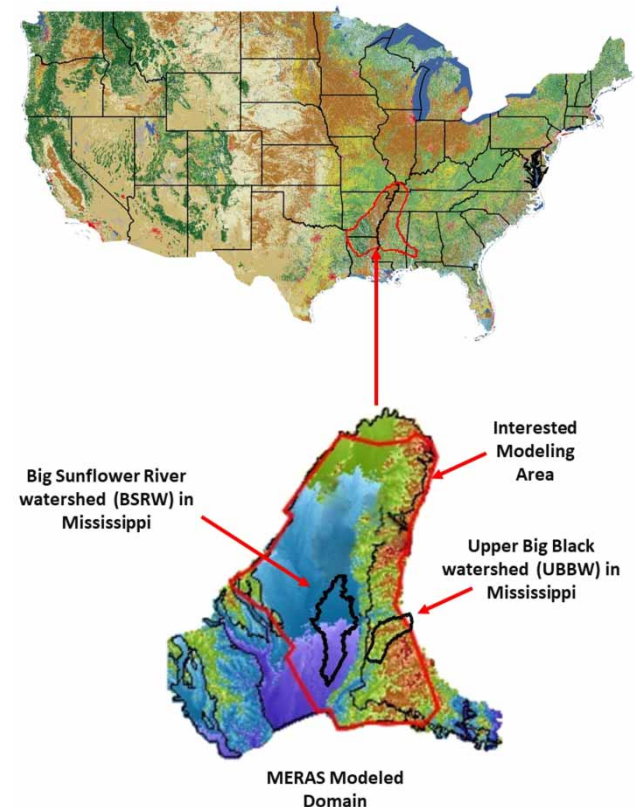 Interested
Modeling
Area
Big Sunflower River
watershed (BSRW) in
Mississippi
Upper Big Black
watershed (UBBW) in
Mississippi
MERAS Modeled
Domain